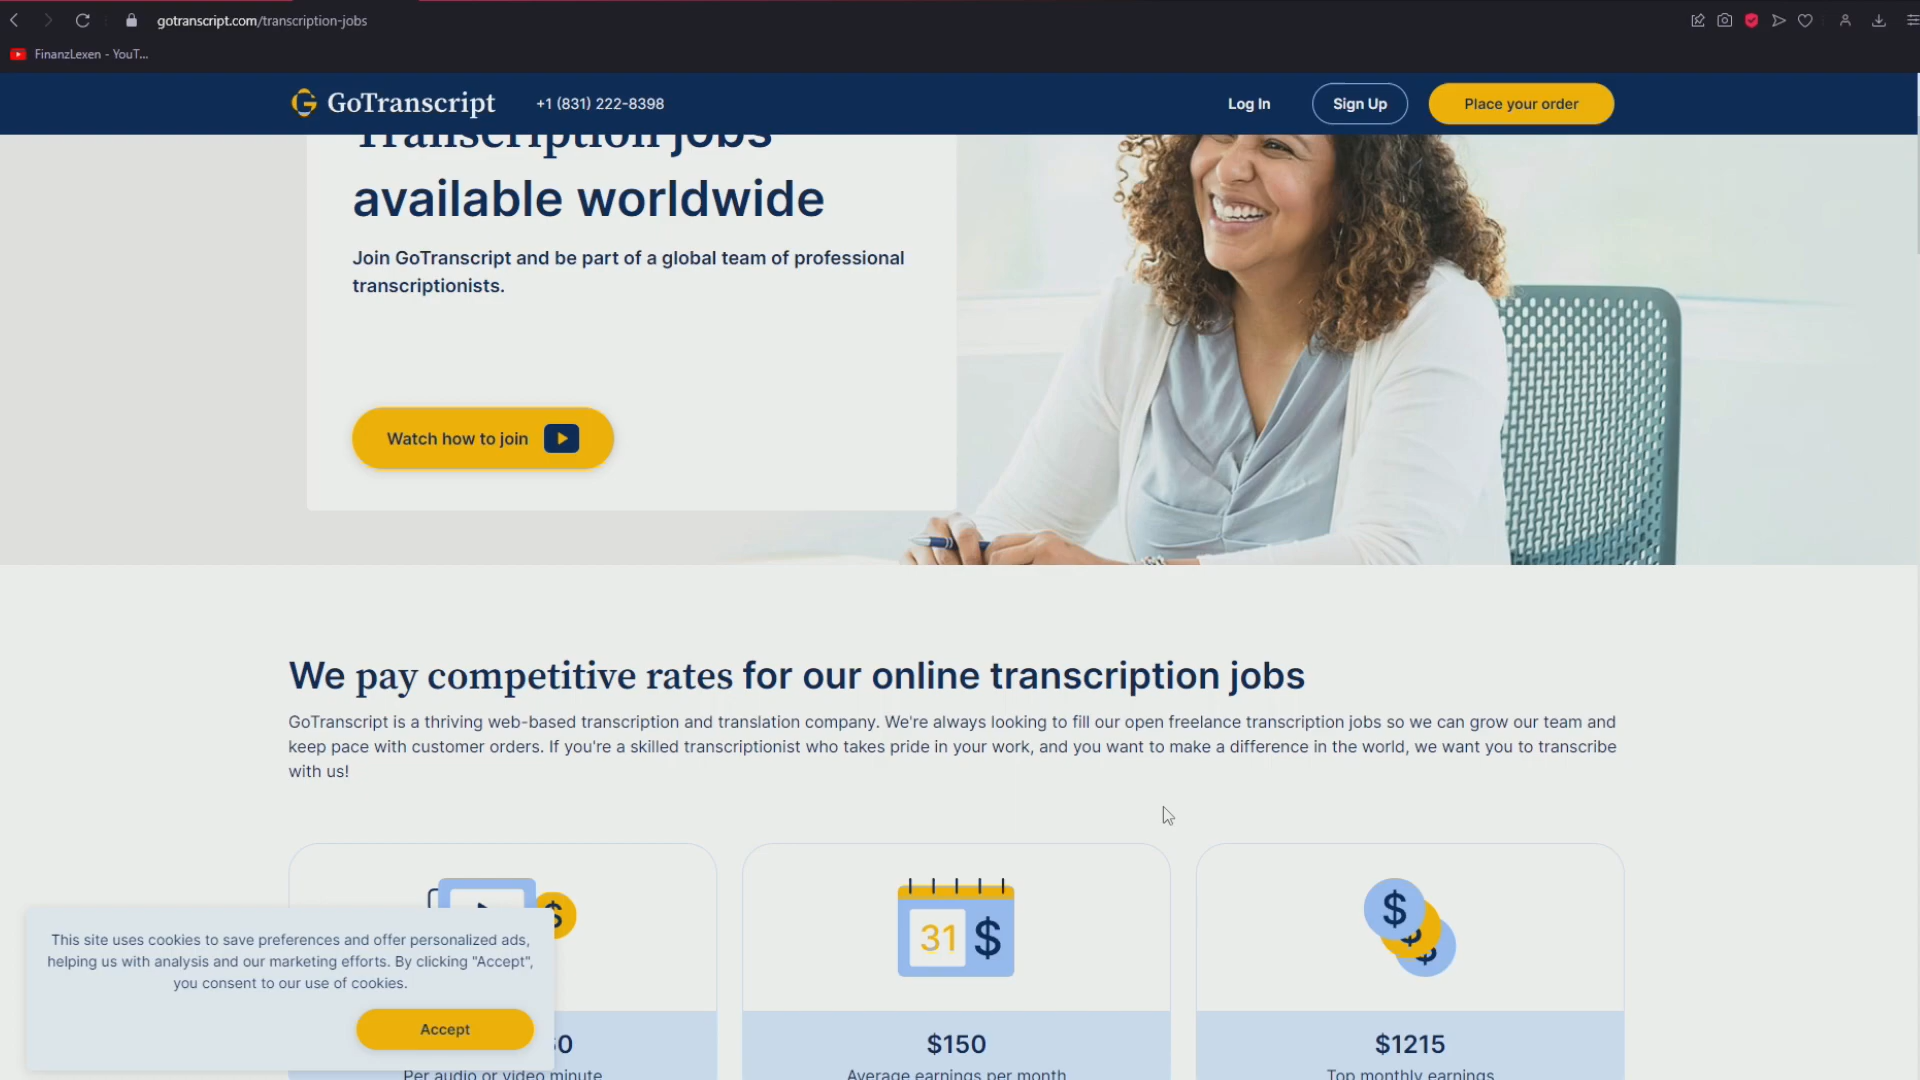 gotranscript.com/transcription-jobs
FinanzLexen - YouT...
GoTranscript
+1 (831) 222-8398
Log In
Sign Up
Place your order
Transcription jobs
available worldwide
Join GoTranscript and be part of a global team of professional
transcriptionists.
Watch how to join
We pay competitive rates for our online transcription jobs
GoTranscript is a thriving web-based transcription and translation company. We're always looking to fill our open freelance transcription jobs so we can grow our team and
keep pace with customer orders. If you're a skilled transcriptionist who takes pride in your work, and you want to make a difference in the world, we want you to transcribe
with us!
$
31 $
$ $ $
This site uses cookies to save preferences and offer personalized ads,
helping us with analysis and our marketing efforts. By clicking "Accept",
you consent to our use of cookies.
Accept
$150
$1215
Per audio or video minute
Average earnings per month
Top monthly earnings